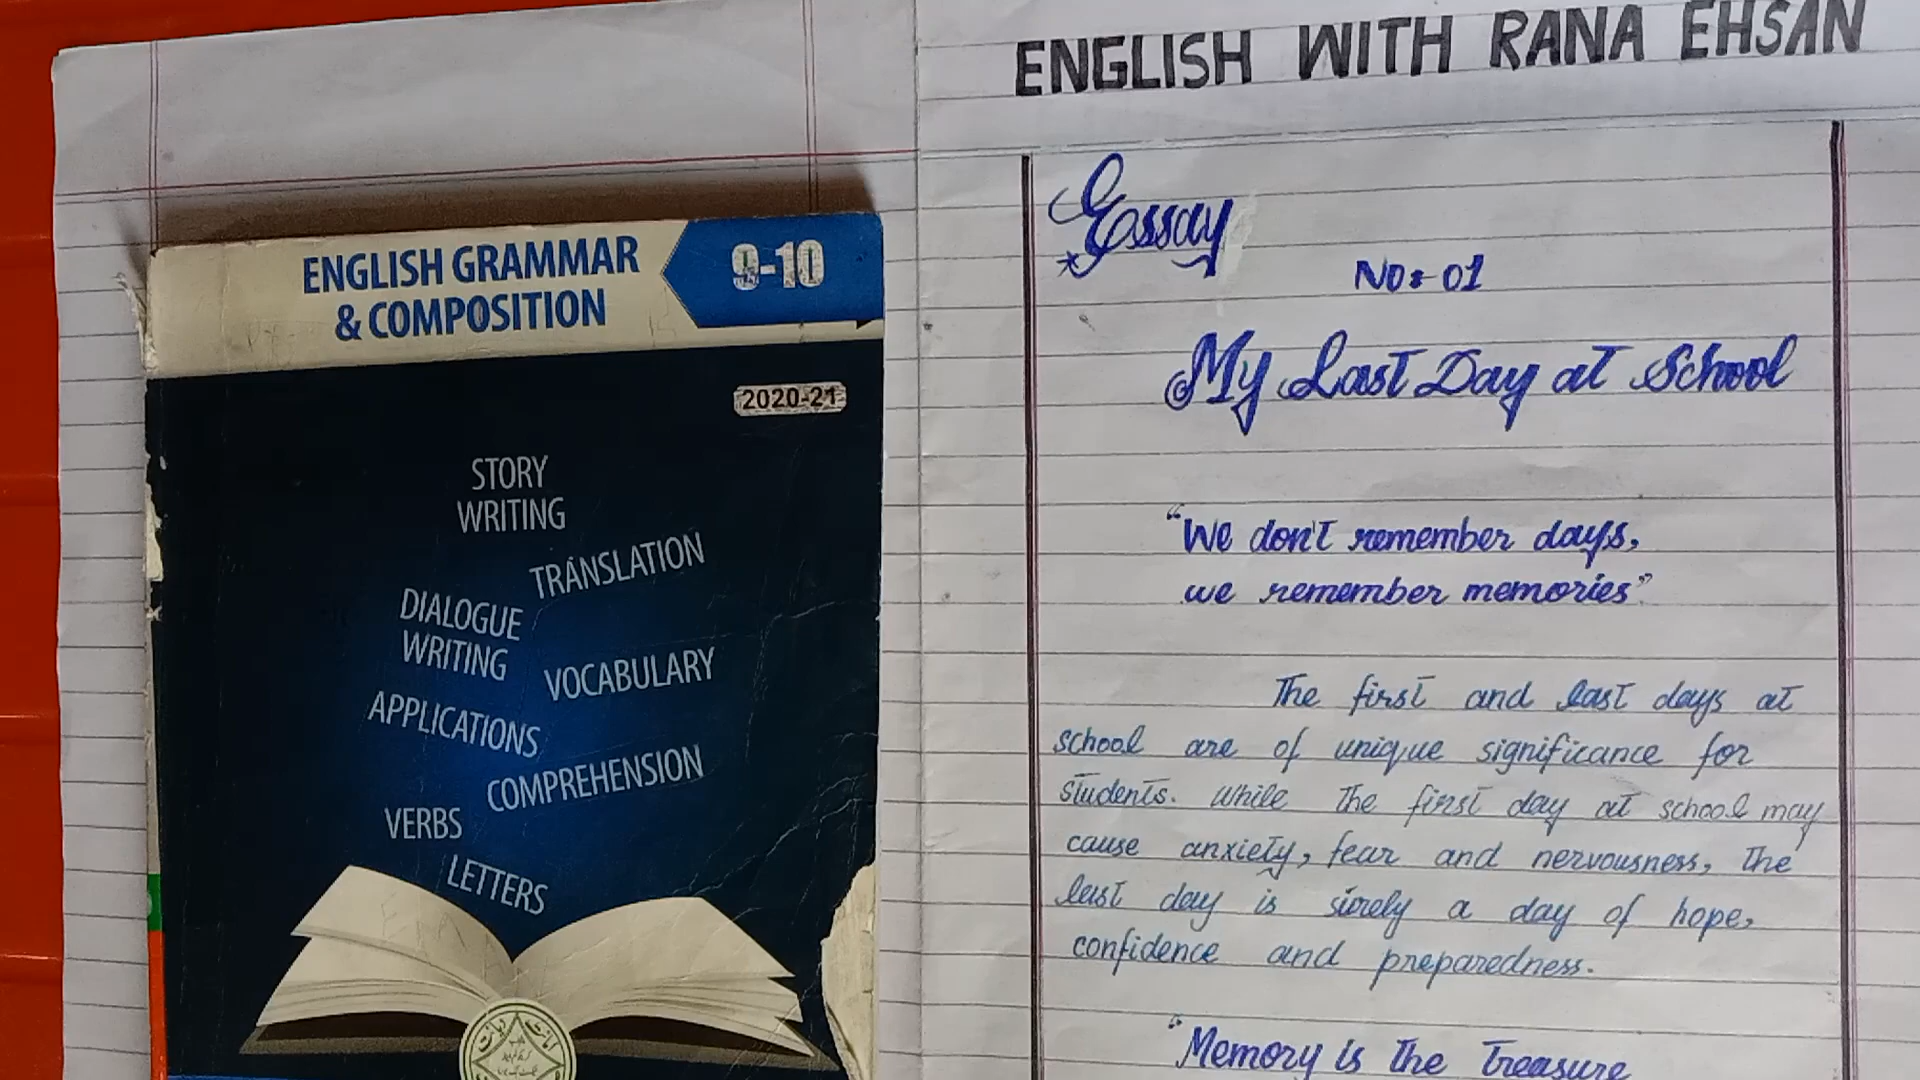 ENGLISH GRAMMAR
& COMPOSITION
9-10
2020-21
STORY
WRITING
TRANSLATION
DIALOGUE
WRITING
VOCABULARY
APPLICATIONS
COMPREHENSION
VERBS
LETTERS
ENGLISH WITH RANA EHSAN
Essay
No:-01
My Last Day at School
"We don't remember days,
we remember memories"
The first and last days at
school are of unique significance for
students. While the first day at school may
cause anxiety, fear and nervousness, the
last day is surely a day of hope,
confidence and preparedness.
"Memory is the treasure